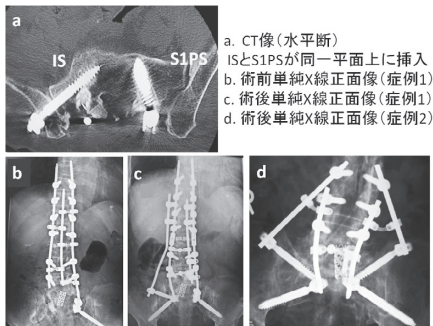 a
IS
S1PS
a. CT像（水平断）
ISとS1PSが同一平面上に挿入
b. 術前単純X線正面像（症例1）
c. 術後単純X線正面像（症例1）
d. 術後単純X線正面像（症例2）
b
c
d